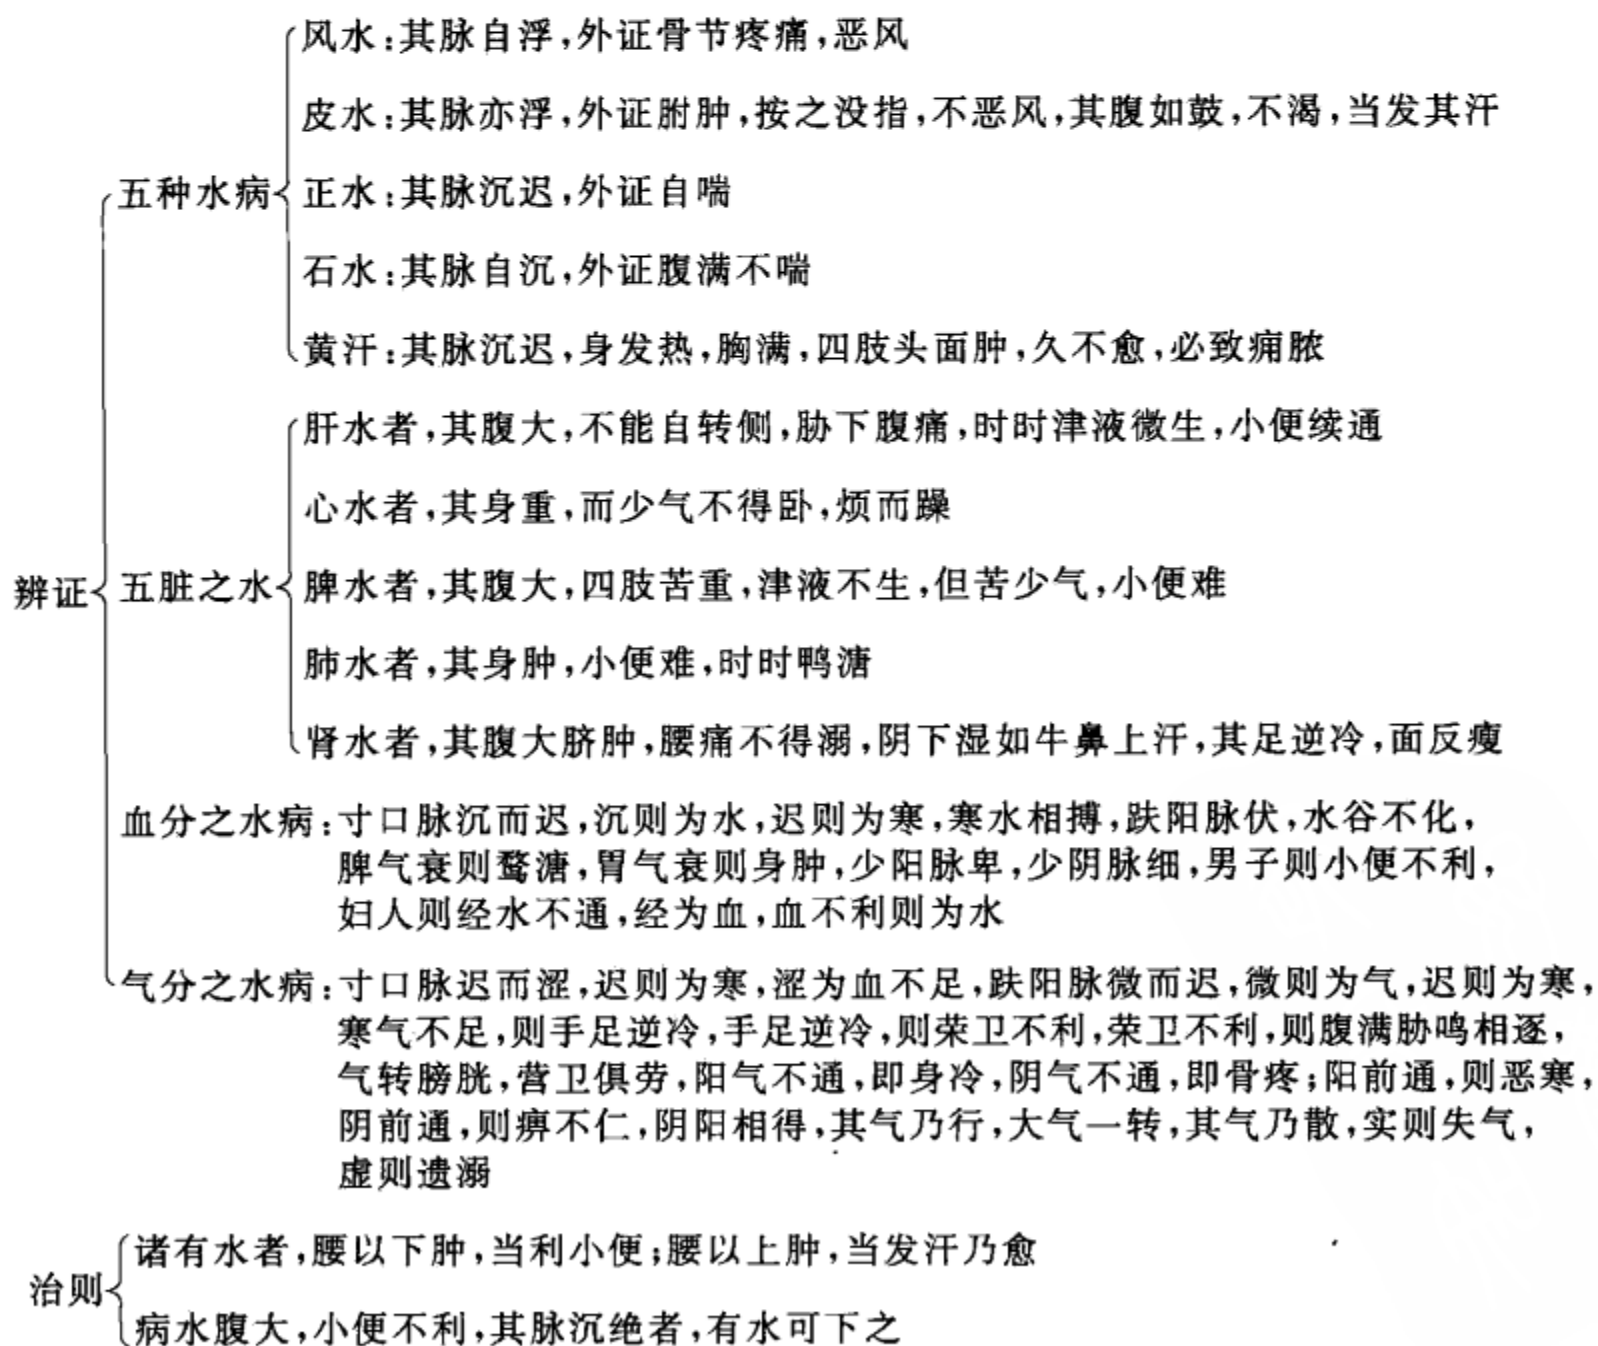 风水:其脉自浮,外证骨节疼痛,恶风
皮水:其脉亦浮,外证胕肿,按之没指,不恶风,其腹如鼓,不渴,当发其汗
五种水病
正水:其脉沉迟,外证自喘
石水:其脉自沉,外证腹满不喘
黄汗:其脉沉迟,身发热,胸满,四肢头面肿,久不愈,必致痈脓
肝水者,其腹大,不能自转侧,胁下腹痛,时时津液微生,小便续通
心水者,其身重,而少气不得卧,烦而躁
辨证
五脏之水
脾水者,其腹大,四肢苦重,津液不生,但苦少气,小便难
肺水者,其身肿,小便难,时时鸭溏
肾水者,其腹大脐肿,腰痛不得溺,阴下湿如牛鼻上汗,其足逆冷,面反瘦
血分之水病:寸口脉沉而迟,沉则为水,迟则为寒,寒水相搏,趺阳脉伏,水谷不化,
脾气衰则鹜溏,胃气衰则身肿,少阳脉卑,少阴脉细,男子则小便不利,
妇人则经水不通,经为血,血不利则为水
气分之水病:寸口脉迟而涩,迟则为寒,涩为血不足,趺阳脉微而迟,微则为气,迟则为寒,
寒气不足,则手足逆冷,手足逆冷,则荣卫不利,荣卫不利,则腹满胁鸣相逐,
气转膀胱,营卫俱劳,阳气不通,即身冷,阴气不通,即骨疼;阳前通,则恶寒,
阴前通,则痹不仁,阴阳相得,其气乃行,大气一转,其气乃散,实则失气,
虚则遗溺
治则
诸有水者,腰以下肿,当利小便;腰以上肿,当发汗乃愈
病水腹大,小便不利,其脉沉绝者,有水可下之